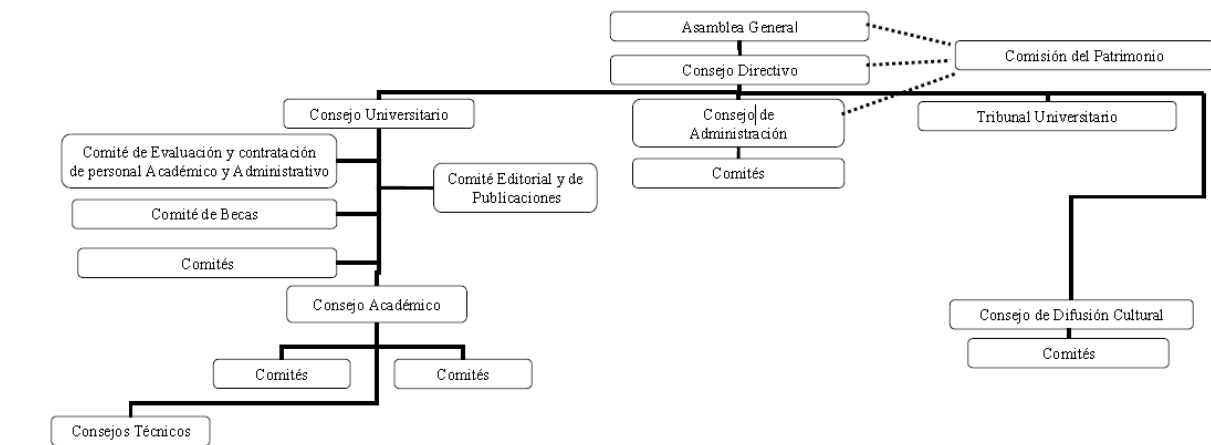 Asamblea General
Comisión del Patrimonio
Consejo Directivo
Consejo Universitario
Consejo de
Administración
Tribunal Universitario
Comité de Evaluación y contratación
de personal Académico y Administrativo
Comités
Comité Editorial y de
Publicaciones
Comité de Becas
Comités
Consejo Académico
Consejo de Difusión Cultural
Comités
Comités
Comités
Consejos Técnicos